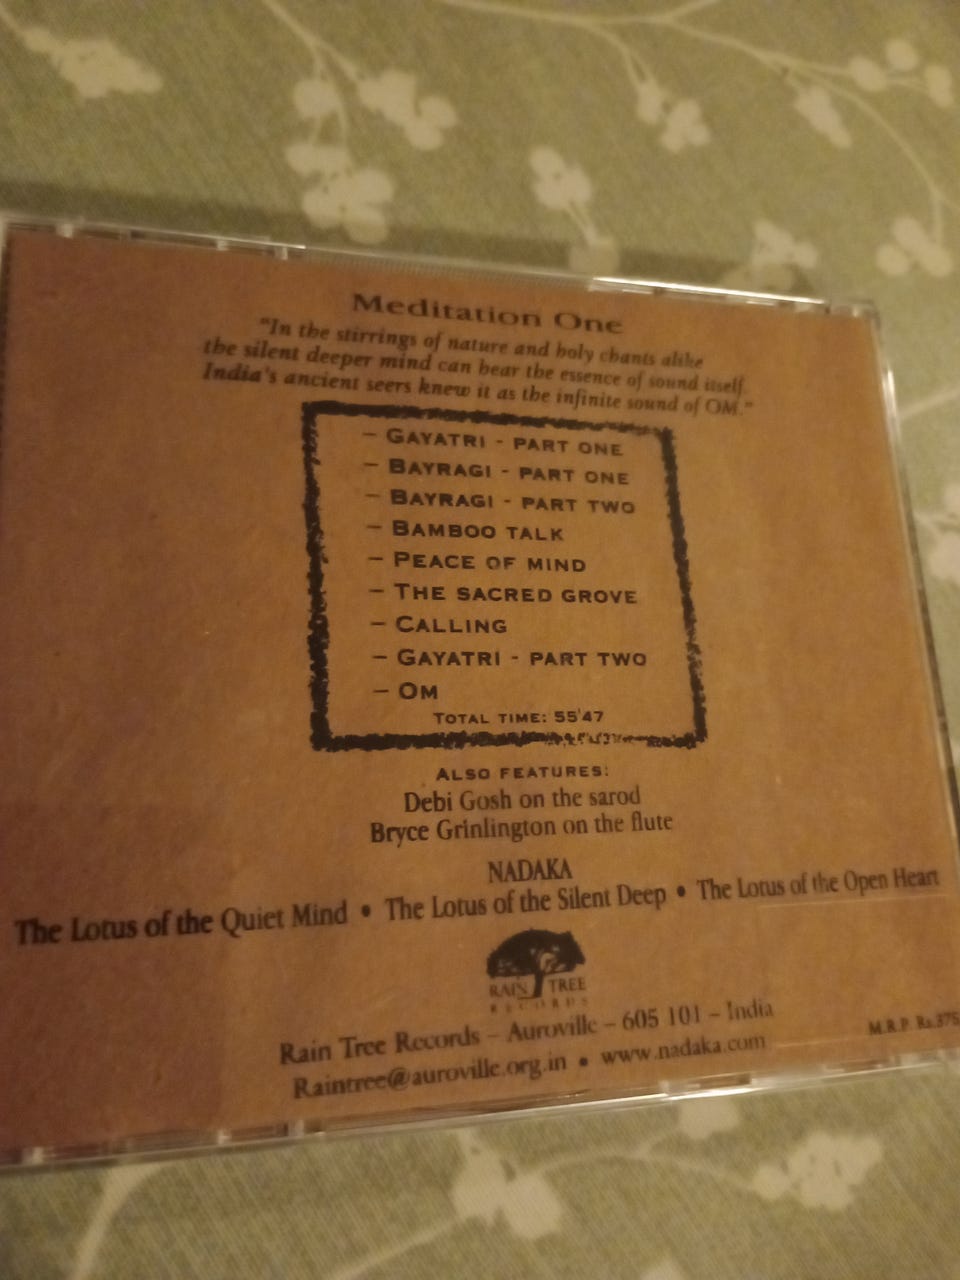 Meditation One
"In the stirrings of nature and holy chants alike
the silent deeper mind can hear the essence of sound itself.
India's ancient seers knew it as the infinite sound of OM."
– GAYATRI - PART ONE
– BAYRAGI - PART ONE
– BAYRAGI - PART TWO
– BAMBOO TALK
– PEACE OF MIND
– THE SACRED GROVE
– CALLING
– GAYATRI - PART TWO
– OM
TOTAL TIME: 55'47
ALSO FEATURES:
Debi Gosh on the sarod
Bryce Grinlington on the flute
NADAKA
The Lotus of the Quiet Mind • The Lotus of the Silent Deep • The Lotus of the Open Heart
RAIN TREE
RECORDS
Rain Tree Records – Auroville – 605 101 – India
M.R.P. Rs.375
Raintree@auroville.org.in • www.nadaka.com